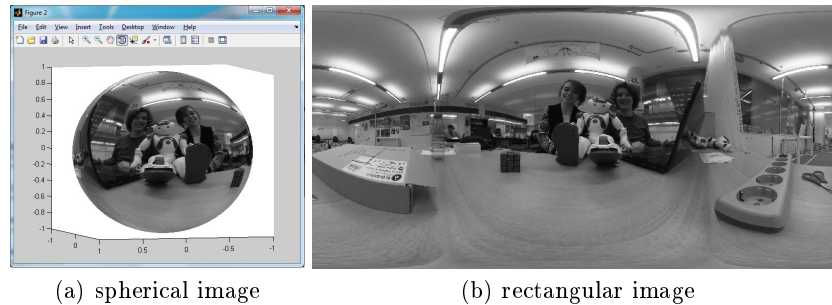 Figure 2
File Edit View Insert Tools Desktop Window Help
1
0.8
0.6
0.4
0.2
0
-0.2
-0.4
-0.6
-0.8
-1
-1 0 1 0.5 0 -0.5 -1
(a) spherical image
(b) rectangular image